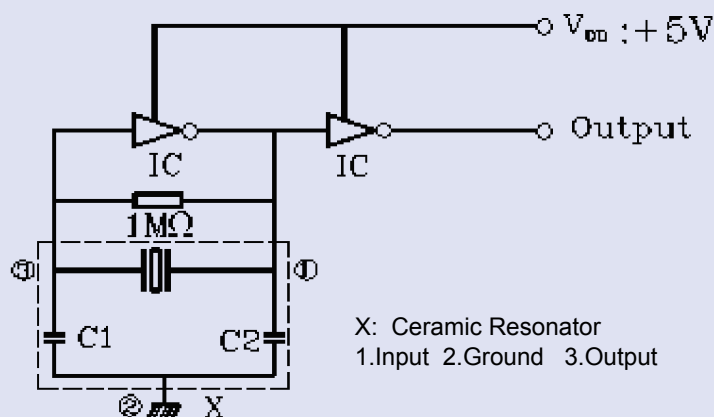 V_DD :+5V
Output
IC
IC
1MΩ
③
①
C1
C2
X: Ceramic Resonator
1.Input 2.Ground 3.Output
②
X